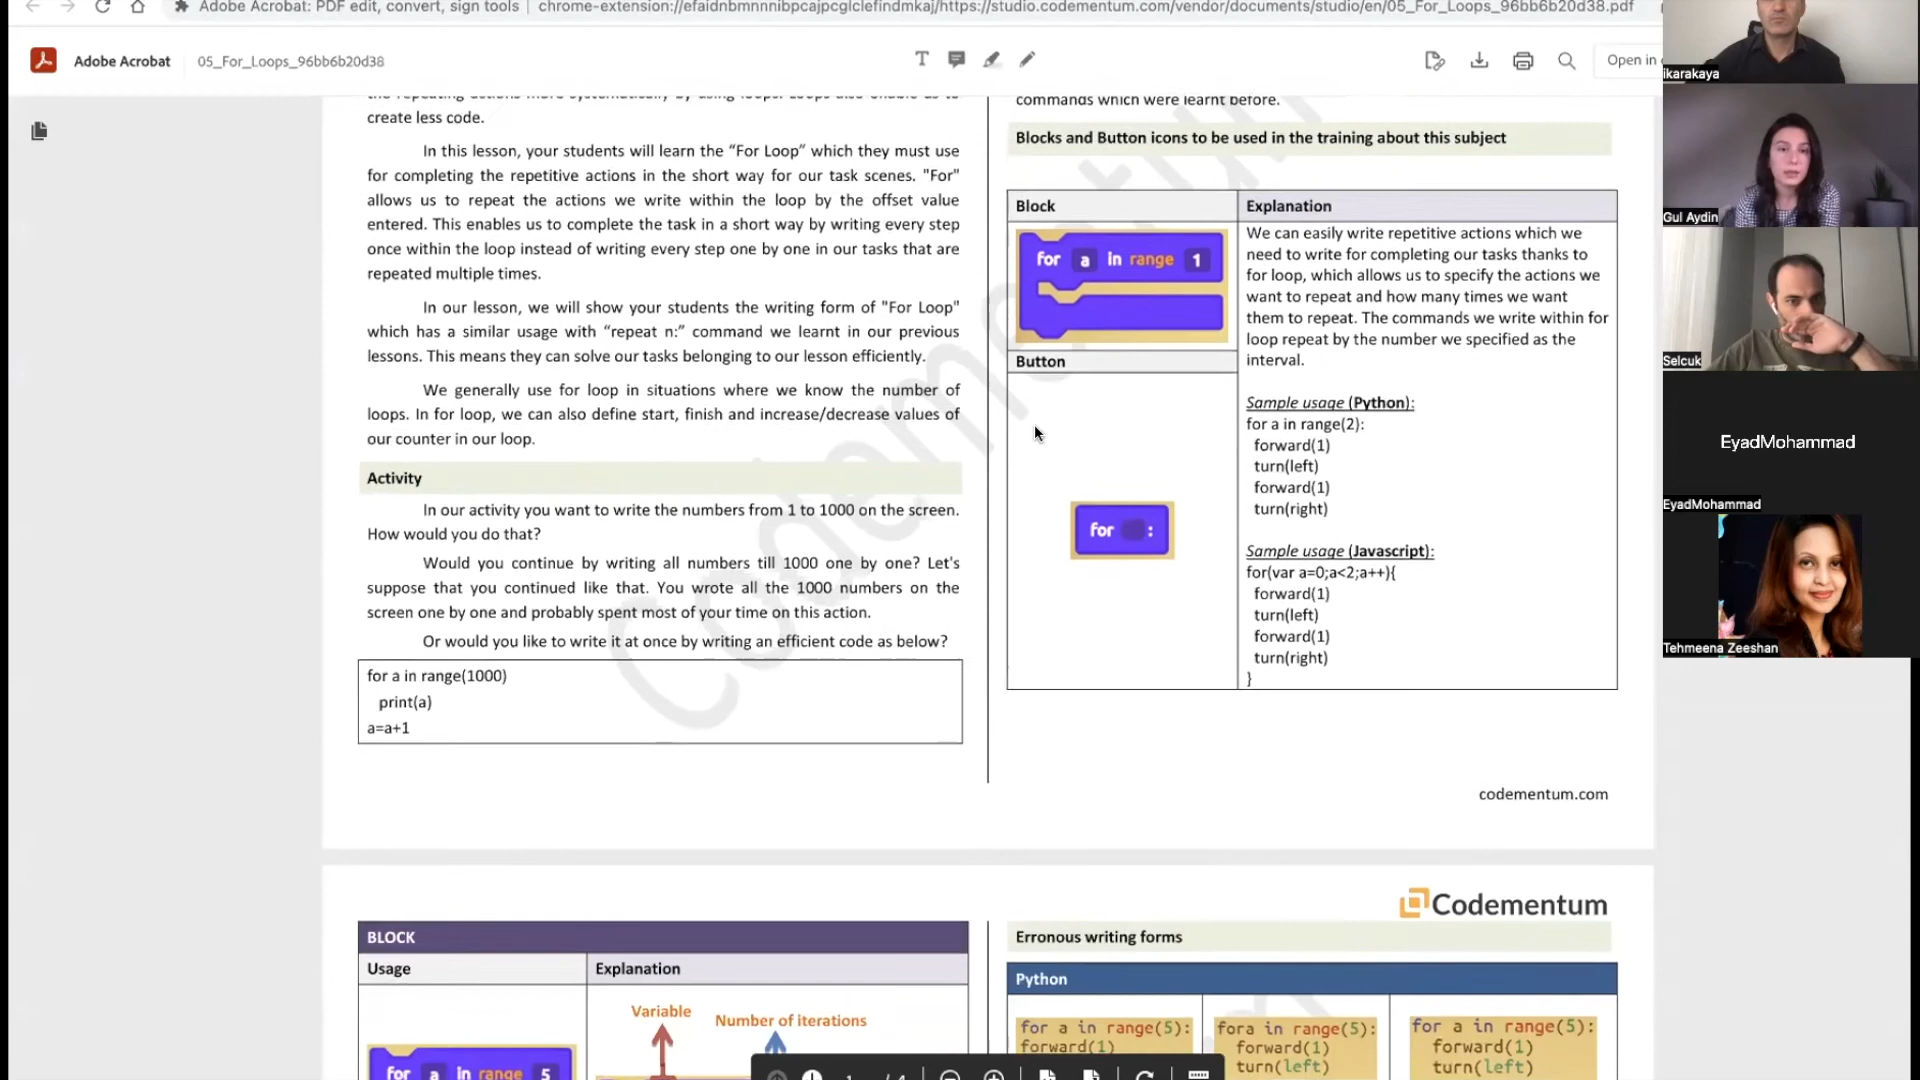 Adobe Acrobat: PDF edit, convert, sign tools
chrome-extension://efaidnbmnnnibpcajpcglclefindmkaj/https://studio.codementum.com/vendor/documents/studio/en/05_For_Loops_96bb6b20d38.pdf
Adobe Acrobat
05_For_Loops_96bb6b20d38
T
Open in
create less code.
In this lesson, your students will learn the “For Loop” which they must use
for completing the repetitive actions in the short way for our task scenes. "For"
allows us to repeat the actions we write within the loop by the offset value
entered. This enables us to complete the task in a short way by writing every step
once within the loop instead of writing every step one by one in our tasks that are
repeated multiple times.
In our lesson, we will show your students the writing form of "For Loop"
which has a similar usage with “repeat n:” command we learnt in our previous
lessons. This means they can solve our tasks belonging to our lesson efficiently.
We generally use for loop in situations where we know the number of
loops. In for loop, we can also define start, finish and increase/decrease values of
our counter in our loop.
Activity
In our activity you want to write the numbers from 1 to 1000 on the screen.
How would you do that?
Would you continue by writing all numbers till 1000 one by one? Let's
suppose that you continued like that. You wrote all the 1000 numbers on the
screen one by one and probably spent most of your time on this action.
Or would you like to write it at once by writing an efficient code as below?
for a in range(1000)
print(a)
a=a+1
commands which were learnt before.
Blocks and Button icons to be used in the training about this subject
Block
Explanation
for a in range 1
Button
for :
We can easily write repetitive actions which we
need to write for completing our tasks thanks to
for loop, which allows us to specify the actions we
want to repeat and how many times we want
them to repeat. The commands we write within for
loop repeat by the number we specified as the
interval.
Sample usage (Python):
for a in range(2):
forward(1)
turn(left)
forward(1)
turn(right)
Sample usage (Javascript):
for(var a=0;a<2;a++){
forward(1)
turn(left)
forward(1)
turn(right)
}
Codementum
codementum.com
Codementum
BLOCK
Usage
Explanation
Variable
Number of iterations
for a in range 5
Erronous writing forms
Python
for a in range(5):
forward(1)
fora in range(5):
forward(1)
turn(left)
for a in range(5):
forward(1)
turn(left)
ikarakaya
Gul Aydin
Selcuk
EyadMohammad
EyadMohammad
Tehmeena Zeeshan